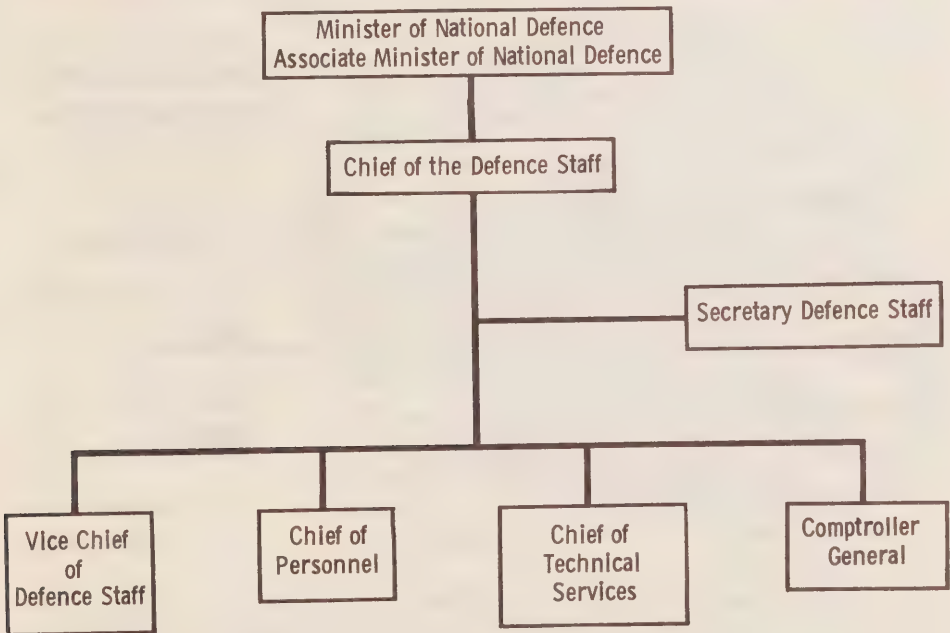 Minister of National Defence
Associate Minister of National Defence
Chief of the Defence Staff
Secretary Defence Staff
Vice Chief
of
Defence Staff
Chief of
Personnel
Chief of
Technical
Services
Comptroller
General